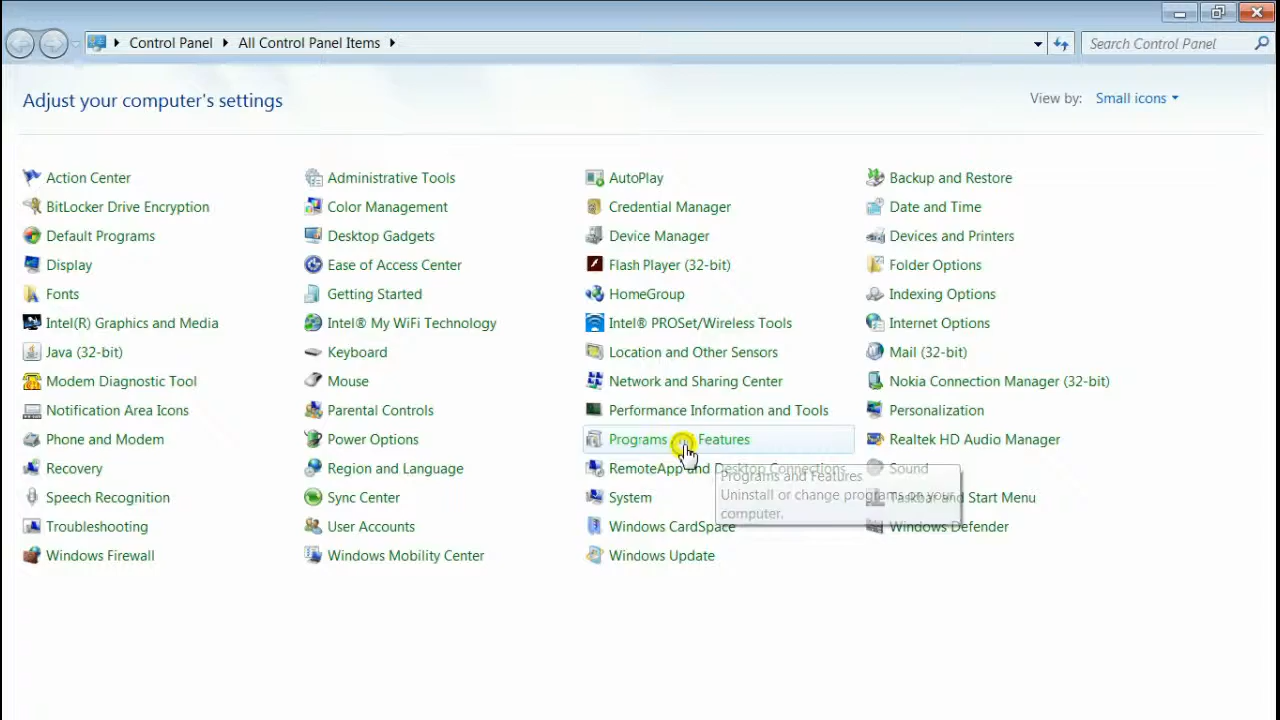 Control Panel All Control Panel Items Search Control Panel
Adjust your computer's settings View by: Small icons
Action Center Administrative Tools AutoPlay Backup and Restore
BitLocker Drive Encryption Color Management Credential Manager Date and Time
Default Programs Desktop Gadgets Device Manager Devices and Printers
Display Ease of Access Center Flash Player (32-bit) Folder Options
Fonts Getting Started HomeGroup Indexing Options
Intel(R) Graphics and Media Intel® My WiFi Technology Intel® PROSet/Wireless Tools Internet Options
Java (32-bit) Keyboard Location and Other Sensors Mail (32-bit)
Modem Diagnostic Tool Mouse Network and Sharing Center Nokia Connection Manager (32-bit)
Notification Area Icons Parental Controls Performance Information and Tools Personalization
Phone and Modem Power Options Programs and Features Realtek HD Audio Manager
Recovery Region and Language RemoteApp and Desktop Connections Sound
Programs and Features
Uninstall or change programs on your
computer.
Speech Recognition Sync Center System Taskbar and Start Menu
Troubleshooting User Accounts Windows CardSpace Windows Defender
Windows Firewall Windows Mobility Center Windows Update